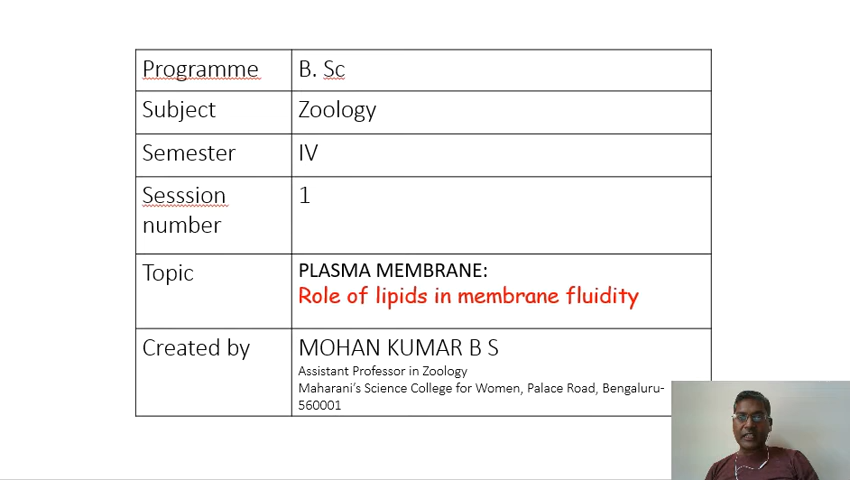 Programme B. Sc
Subject Zoology
Semester IV
Sesssion 1
number
Topic PLASMA MEMBRANE:
Role of lipids in membrane fluidity
Created by MOHAN KUMAR B S
Assistant Professor in Zoology
Maharani's Science College for Women, Palace Road, Bengaluru-
560001